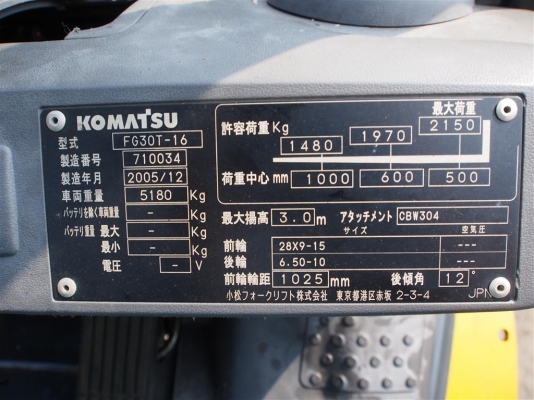 KOMATSU
型式 FG30T-16
製造番号 710034
製造年月 2005/12
車両重量 5180 Kg
バッテリを除く車両重量 - Kg
バッテリ重量 最大 - Kg
最小 - Kg
電圧 - V
最大荷重
許容荷重 Kg 1480 1970 2150
荷重中心 mm 1000 600 500
最大揚高 3.0 m アタッチメント CBW304
サイズ 空気圧
前輪 28X9-15 ---
後輪 6.50-10 ---
前輪輪距 1025 mm 後傾角 12°
小松フォークリフト株式会社 東京都港区赤坂 2-3-4 JPN